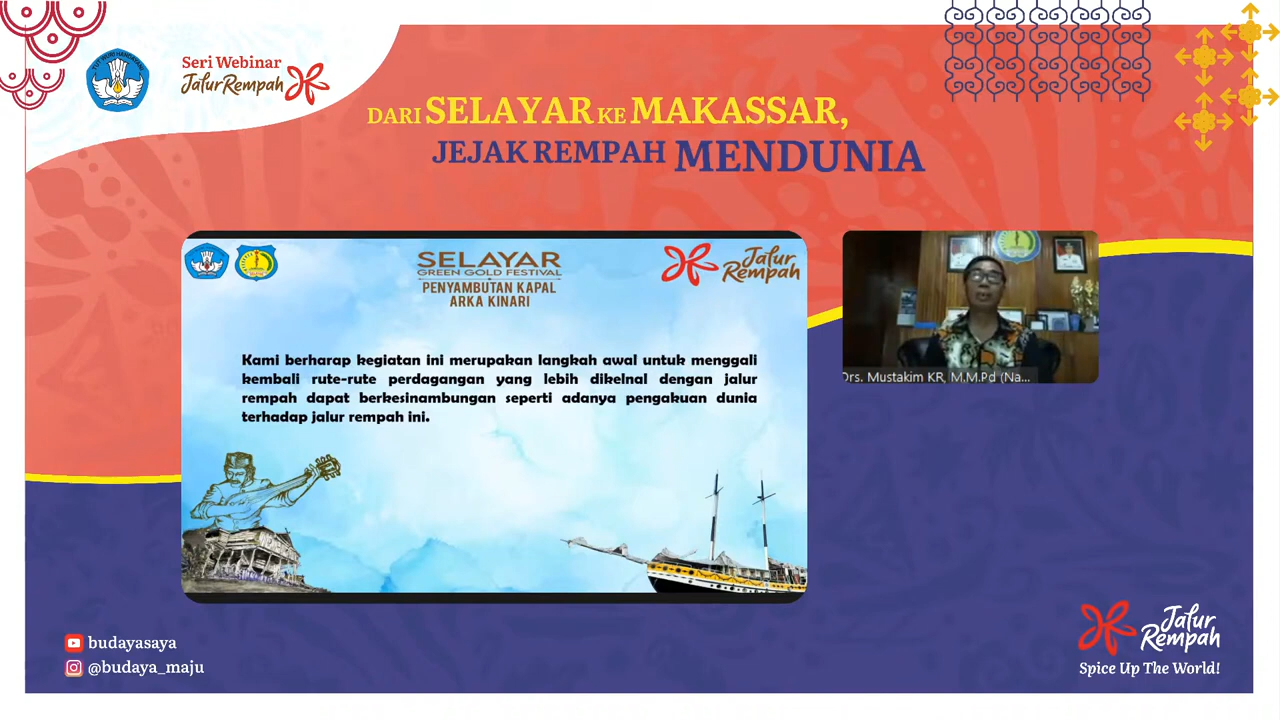 TUT WURI HANDAYANI
Seri Webinar
Jalur Rempah
DARI SELAYAR KE MAKASSAR,
JEJAK REMPAH MENDUNIA
SELAYAR
GREEN GOLD FESTIVAL
PENYAMBUTAN KAPAL
ARKA KINARI
Jalur
Rempah
Kami berharap kegiatan ini merupakan langkah awal untuk menggali
kembali rute-rute perdagangan yang lebih dikelnal dengan jalur
rempah dapat berkesinambungan seperti adanya pengakuan dunia
terhadap jalur rempah ini.
Drs. Mustakim KR, M.M.Pd (Na...
budayasaya
@budaya_maju
Jalur
Rempah
Spice Up The World!